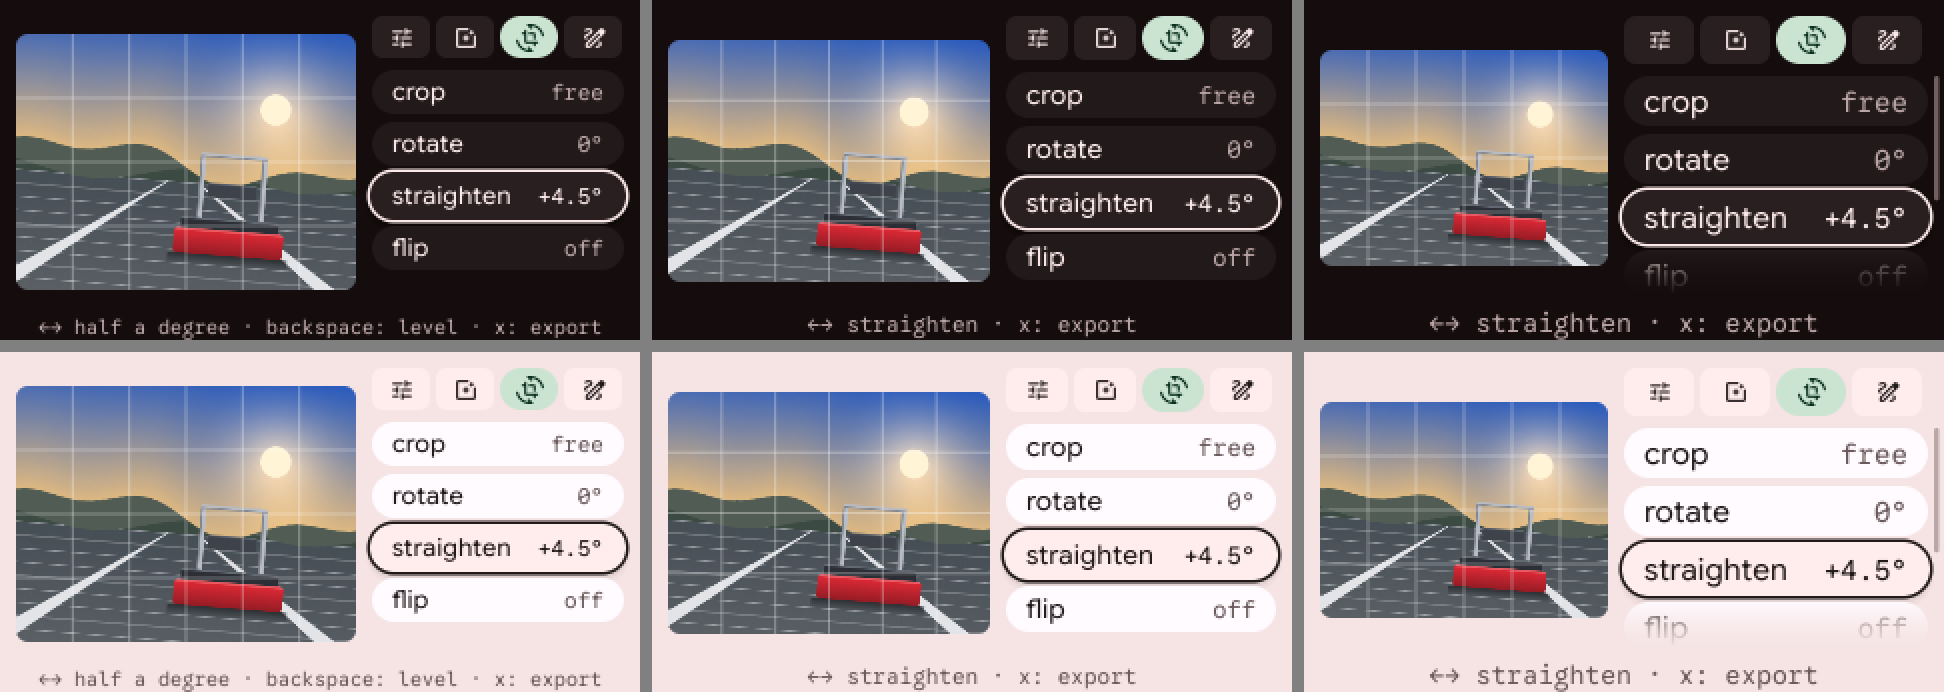 crop free
rotate 0°
straighten +4.5°
flip off
↔ half a degree · backspace: level · x: export
crop free
rotate 0°
straighten +4.5°
flip off
↔ straighten · x: export
crop free
rotate 0°
straighten +4.5°
flip off
↔ straighten · x: export
crop free
rotate 0°
straighten +4.5°
flip off
↔ half a degree · backspace: level · x: export
crop free
rotate 0°
straighten +4.5°
flip off
↔ straighten · x: export
crop free
rotate 0°
straighten +4.5°
flip off
↔ straighten · x: export